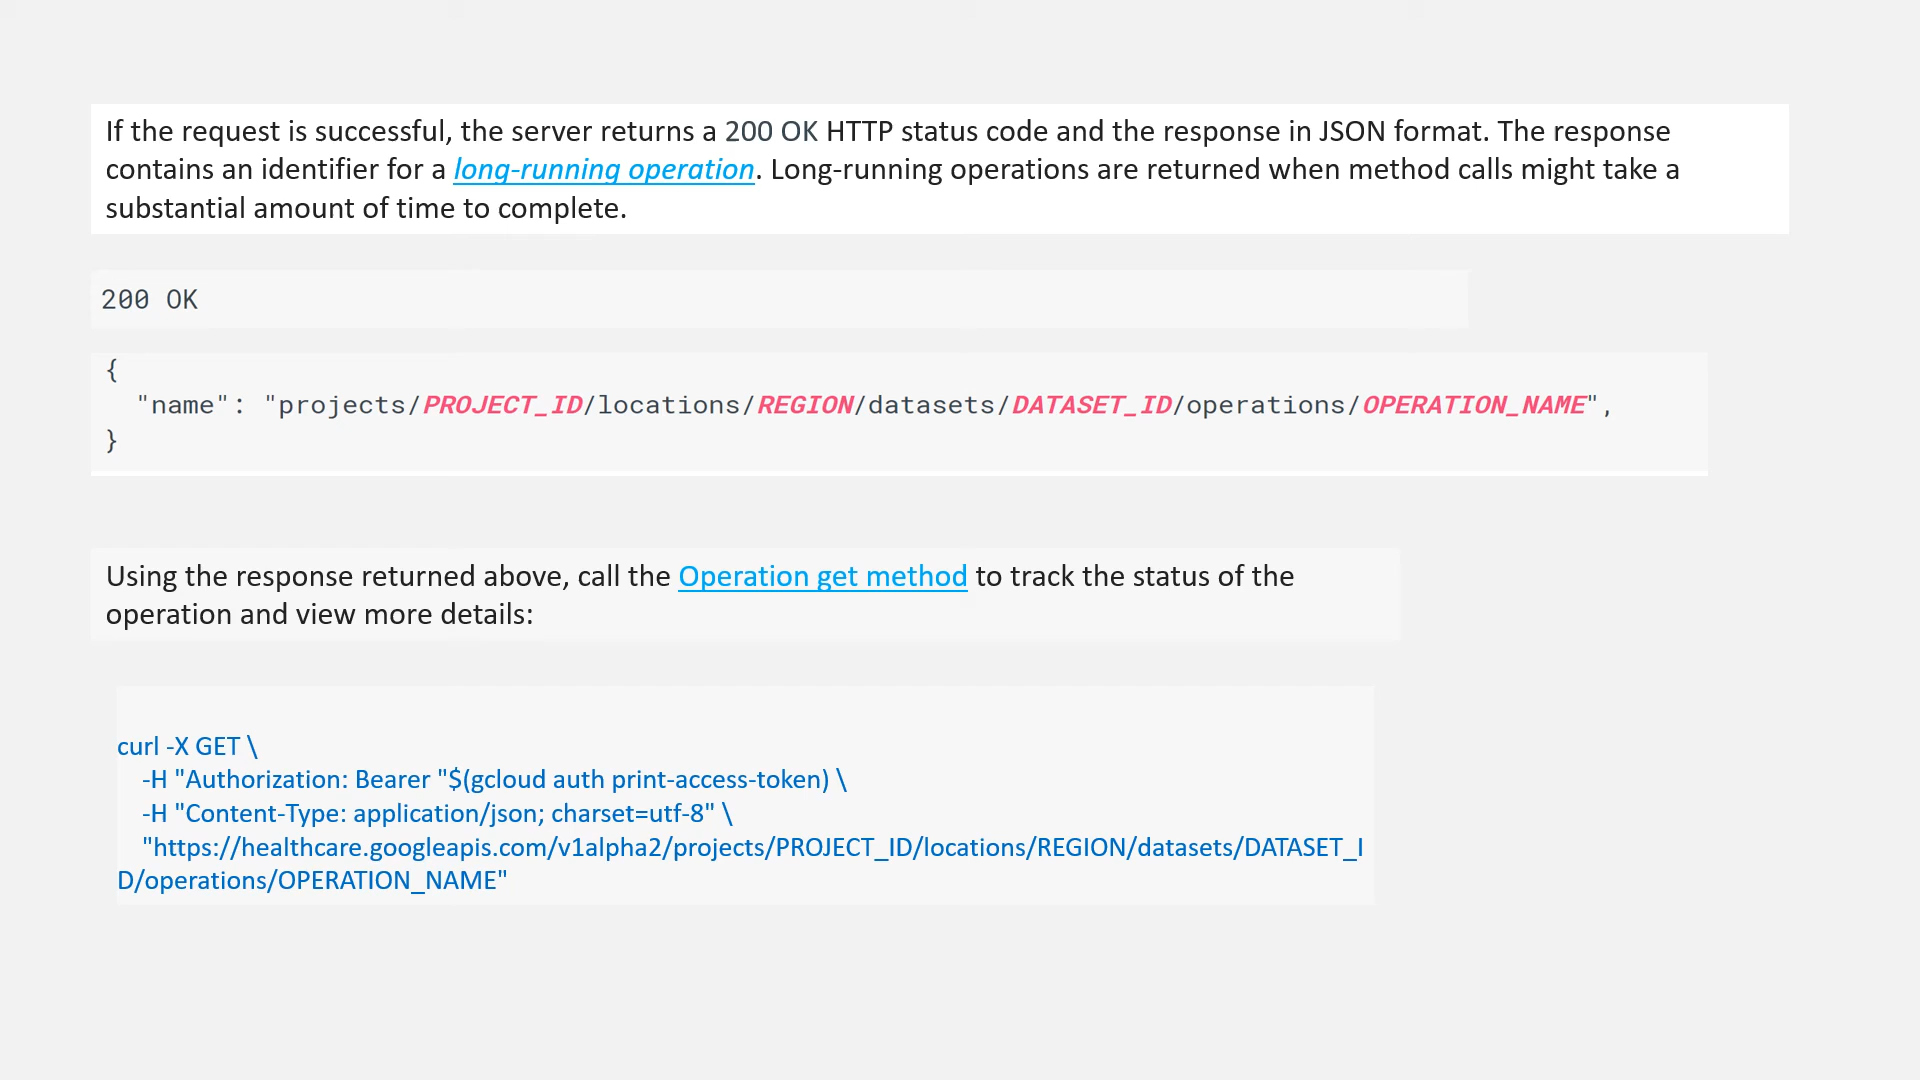 If the request is successful, the server returns a 200 OK HTTP status code and the response in JSON format. The response
contains an identifier for a long-running operation. Long-running operations are returned when method calls might take a
substantial amount of time to complete.
200 OK
{
"name": "projects/PROJECT_ID/locations/REGION/datasets/DATASET_ID/operations/OPERATION_NAME",
}
Using the response returned above, call the Operation get method to track the status of the
operation and view more details:
curl -X GET \
-H "Authorization: Bearer "$(gcloud auth print-access-token) \
-H "Content-Type: application/json; charset=utf-8" \
"https://healthcare.googleapis.com/v1alpha2/projects/PROJECT_ID/locations/REGION/datasets/DATASET_I
D/operations/OPERATION_NAME"